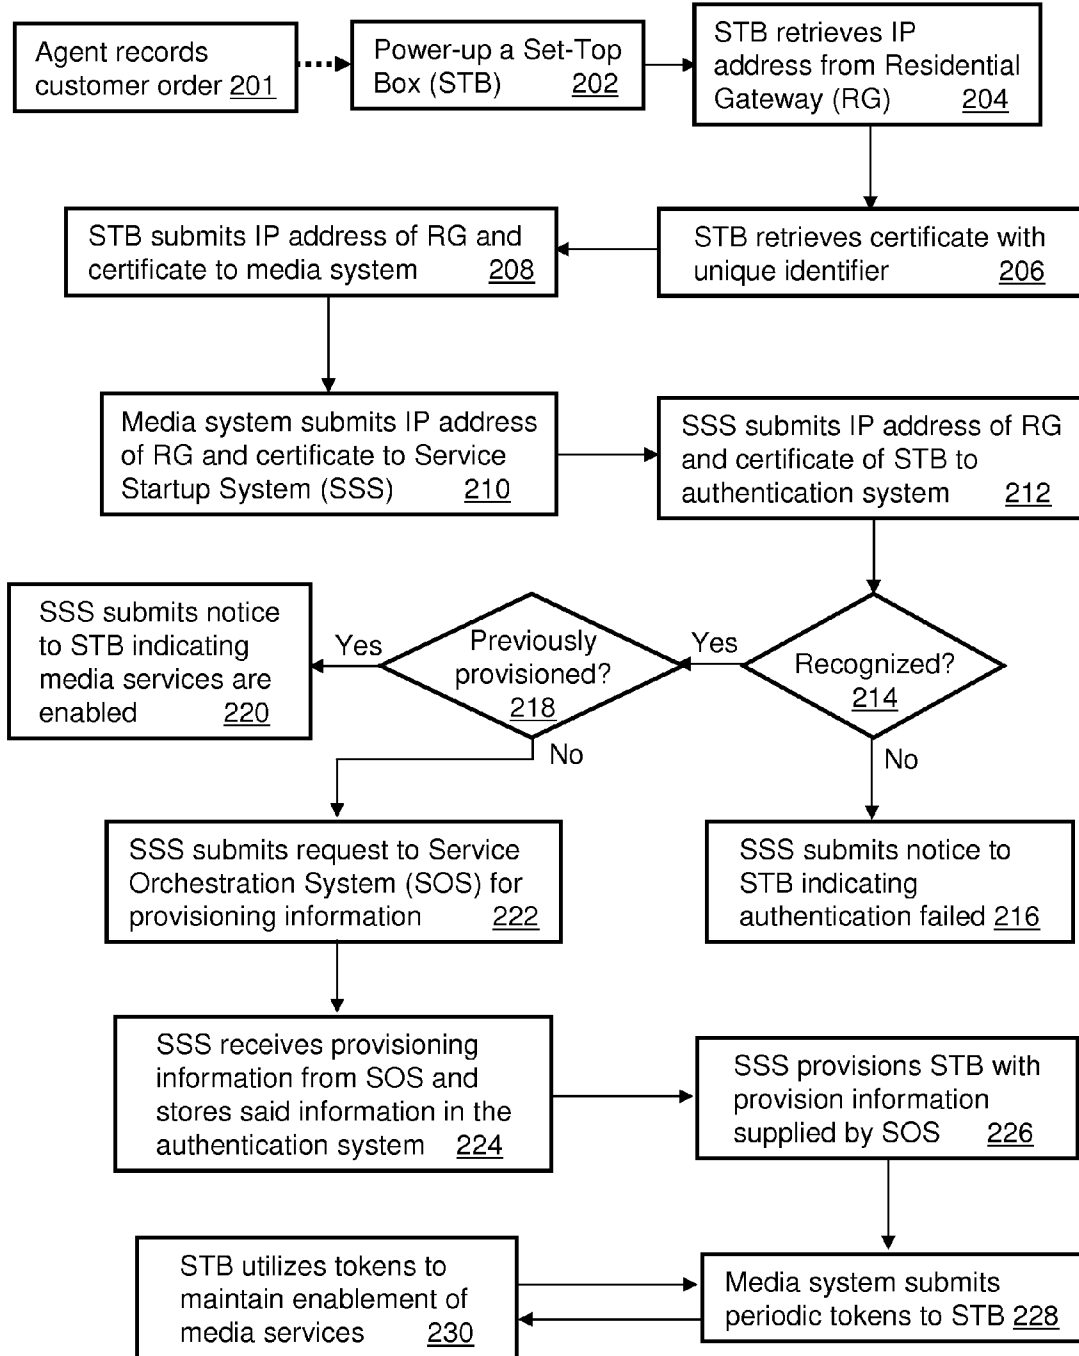 Agent records
customer order 201
Power-up a Set-Top
Box (STB) 202
STB retrieves IP
address from Residential
Gateway (RG) 204
STB submits IP address of RG and
certificate to media system 208
STB retrieves certificate with
unique identifier 206
Media system submits IP address
of RG and certificate to Service
Startup System (SSS) 210
SSS submits IP address of RG
and certificate of STB to
authentication system 212
SSS submits notice
to STB indicating
media services are
enabled 220
Yes
Previously
provisioned?
218
Yes
Recognized?
214
No
No
SSS submits request to Service
Orchestration System (SOS) for
provisioning information 222
SSS submits notice to
STB indicating
authentication failed 216
SSS receives provisioning
information from SOS and
stores said information in the
authentication system 224
SSS provisions STB with
provision information
supplied by SOS 226
STB utilizes tokens to
maintain enablement of
media services 230
Media system submits
periodic tokens to STB 228